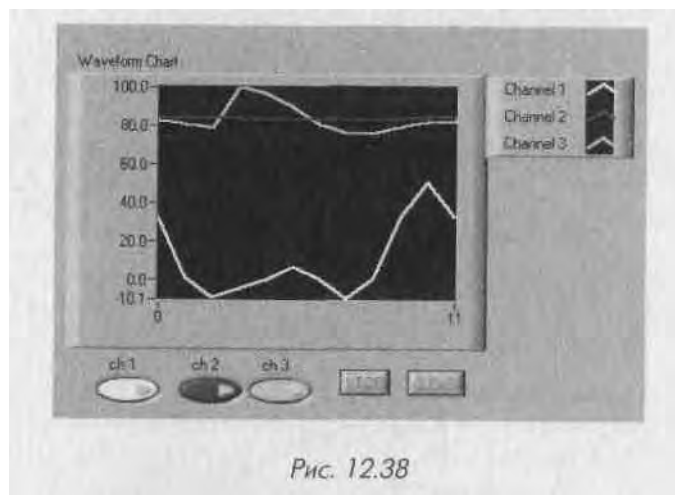 Waveform Chart
100.0
80.0
60.0
40.0
20.0
0.0
-10.1
0
11
Channel 1
Channel 2
Channel 3
ch 1
ch 2
ch 3
Рис. 12.38